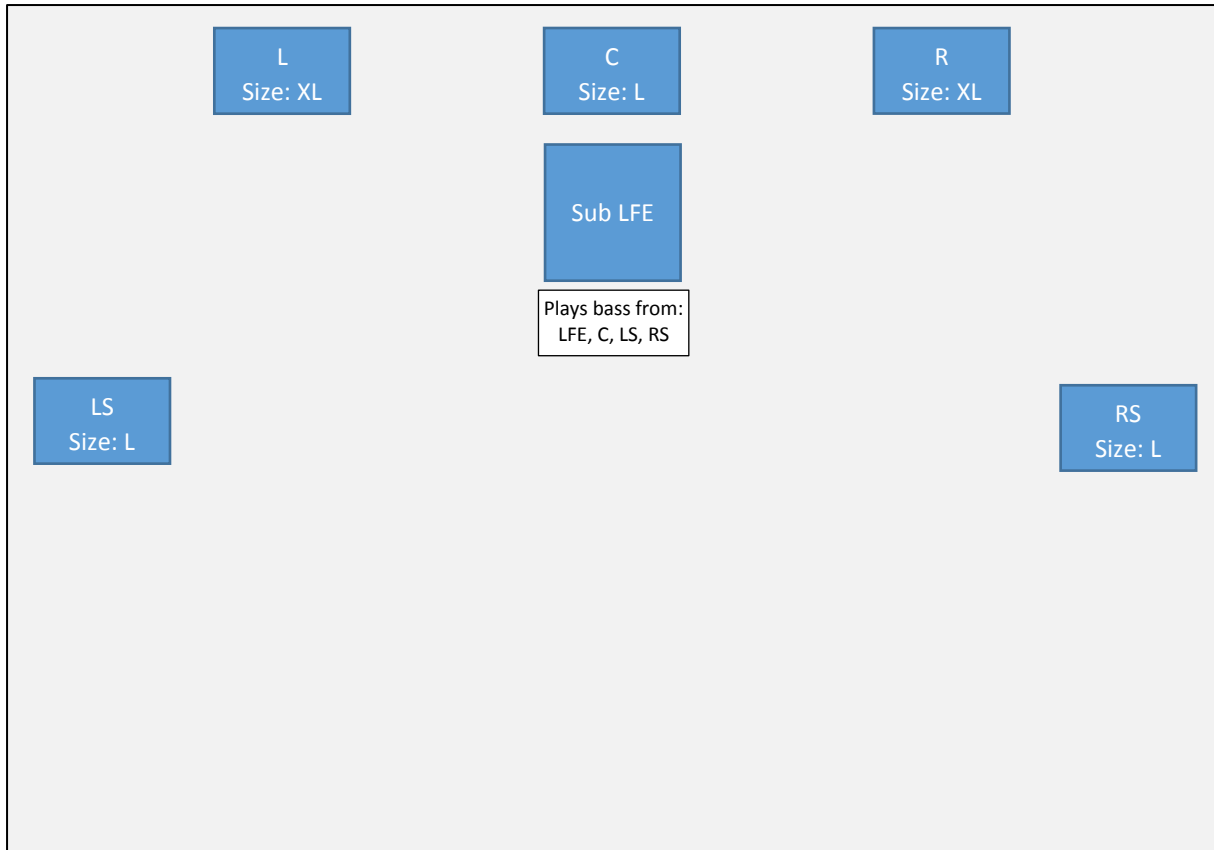 L
Size: XL
C
Size: L
R
Size: XL
Sub LFE
Plays bass from:
LFE, C, LS, RS
LS
Size: L
RS
Size: L